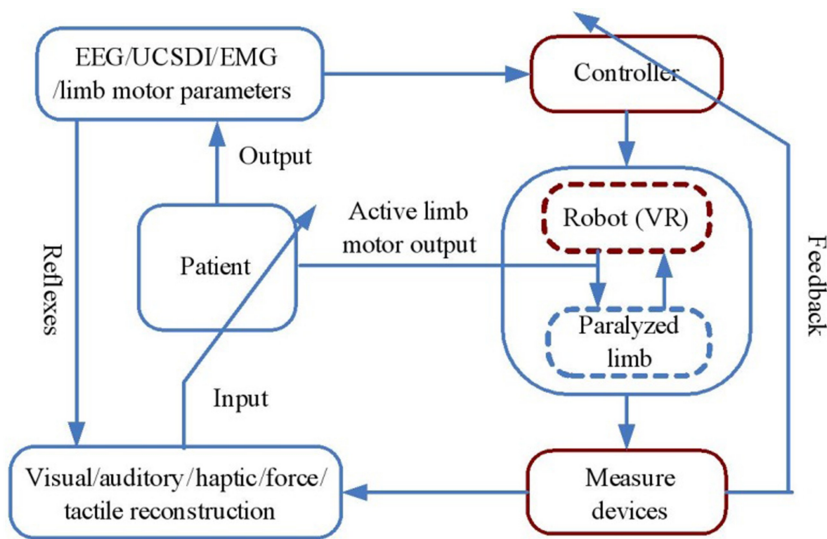 EEG/UCSDI/EMG
/limb motor parameters
Controller
Output
Active limb
motor output
Robot (VR)
Patient
Reflexes
Feedback
Paralyzed
limb
Input
Visual/auditory/haptic/force/
tactile reconstruction
Measure
devices